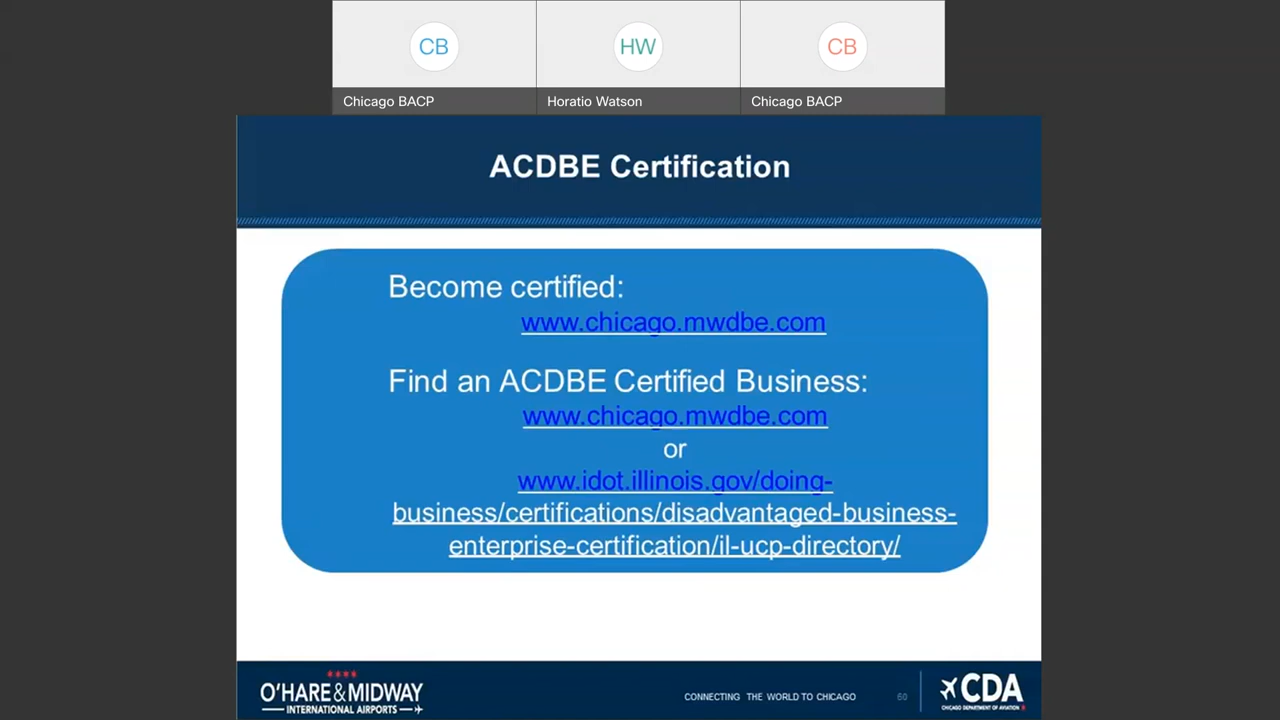 CB
HW
CB
Chicago BACP
Horatio Watson
Chicago BACP
ACDBE Certification
Become certified:
www.chicago.mwdbe.com
Find an ACDBE Certified Business:
www.chicago.mwdbe.com
or
www.idot.illinois.gov/doing-
business/certifications/disadvantaged-business-
enterprise-certification/il-ucp-directory/
O'HARE & MIDWAY
INTERNATIONAL AIRPORTS
CONNECTING THE WORLD TO CHICAGO
60
CDA
CHICAGO DEPARTMENT OF AVIATION